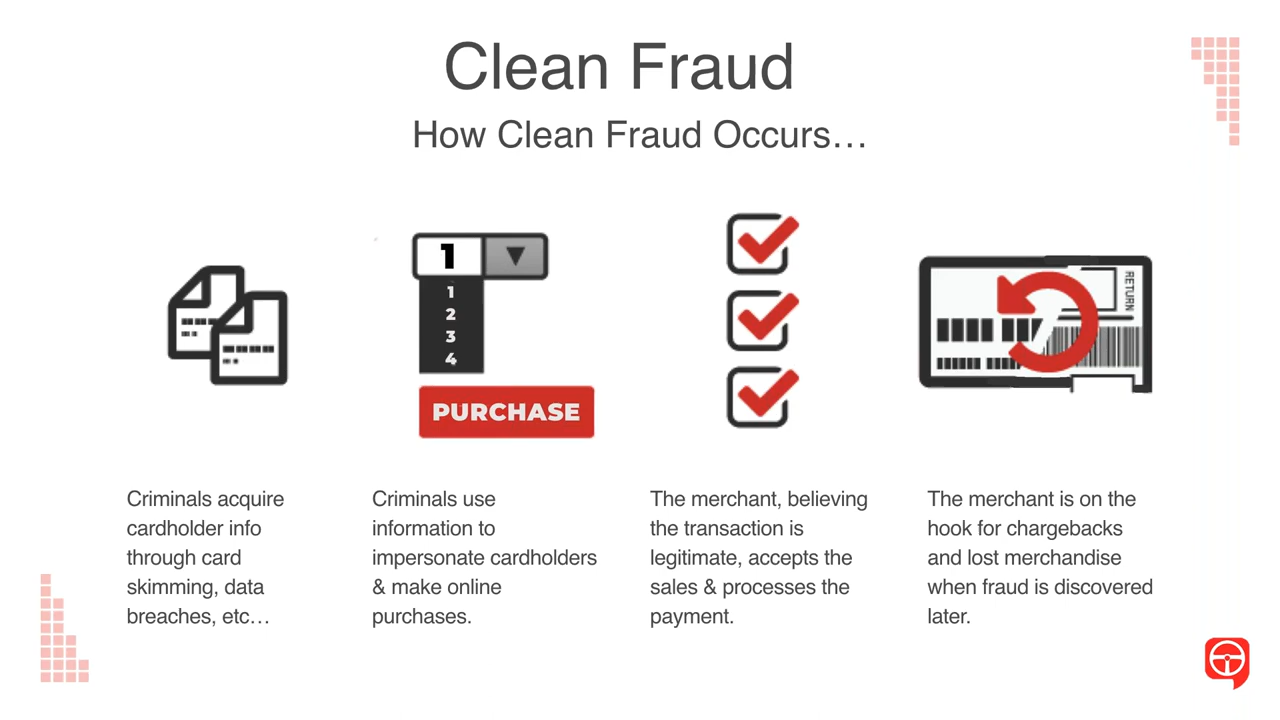 Clean Fraud
How Clean Fraud Occurs…
1
1
2
3
4
PURCHASE
RETURN
Criminals acquire
cardholder info
through card
skimming, data
breaches, etc…
Criminals use
information to
impersonate cardholders
& make online
purchases.
The merchant, believing
the transaction is
legitimate, accepts the
sales & processes the
payment.
The merchant is on the
hook for chargebacks
and lost merchandise
when fraud is discovered
later.